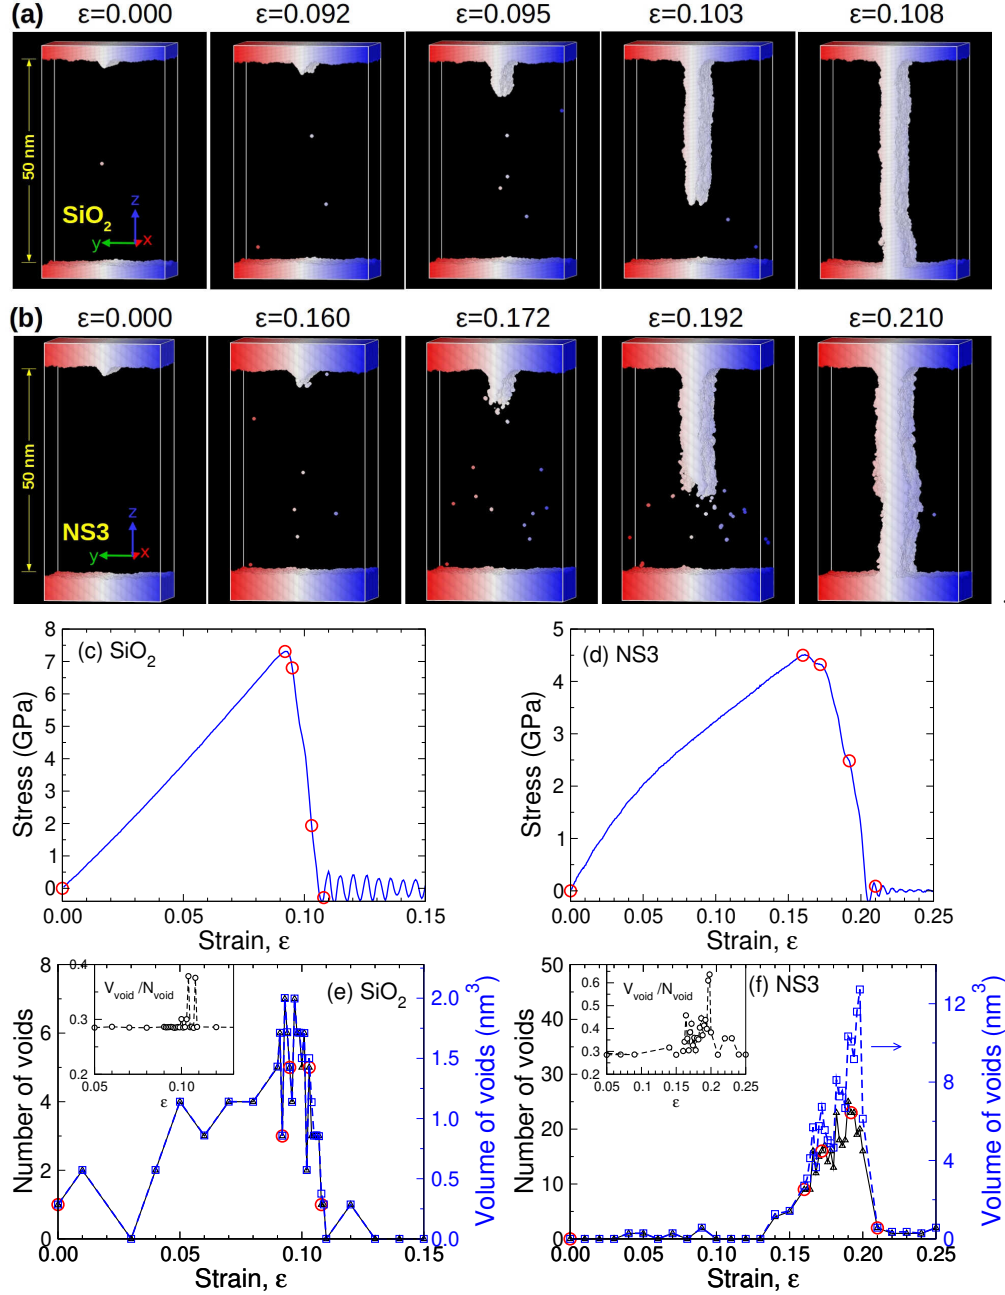 (a) ε=0.000 ε=0.092 ε=0.095 ε=0.103 ε=0.108
50 nm
SiO2
z
y x
(b) ε=0.000 ε=0.160 ε=0.172 ε=0.192 ε=0.210
50 nm
NS3
z
y x
(c) SiO2
Stress (GPa)
8
7
6
5
4
3
2
1
0
0.00 0.05 0.10 0.15
Strain, ε
(d) NS3
Stress (GPa)
5
4
3
2
1
0
0.00 0.05 0.10 0.15 0.20 0.25
Strain, ε
(e) SiO2
Number of voids
8
6
4
2
0
Volume of voids (nm3)
2.0
1.5
1.0
0.5
0.0
0.00 0.05 0.10 0.15
Strain, ε
Vvoid /Nvoid
0.4
0.3
0.2
0.05 0.10
ε
(f) NS3
Number of voids
50
40
30
20
10
0
Volume of voids (nm3)
12
8
4
0
0.00 0.05 0.10 0.15 0.20 0.25
Strain, ε
Vvoid /Nvoid
0.6
0.5
0.4
0.3
0.2
0.05 0.1 0.15 0.2 0.25
ε